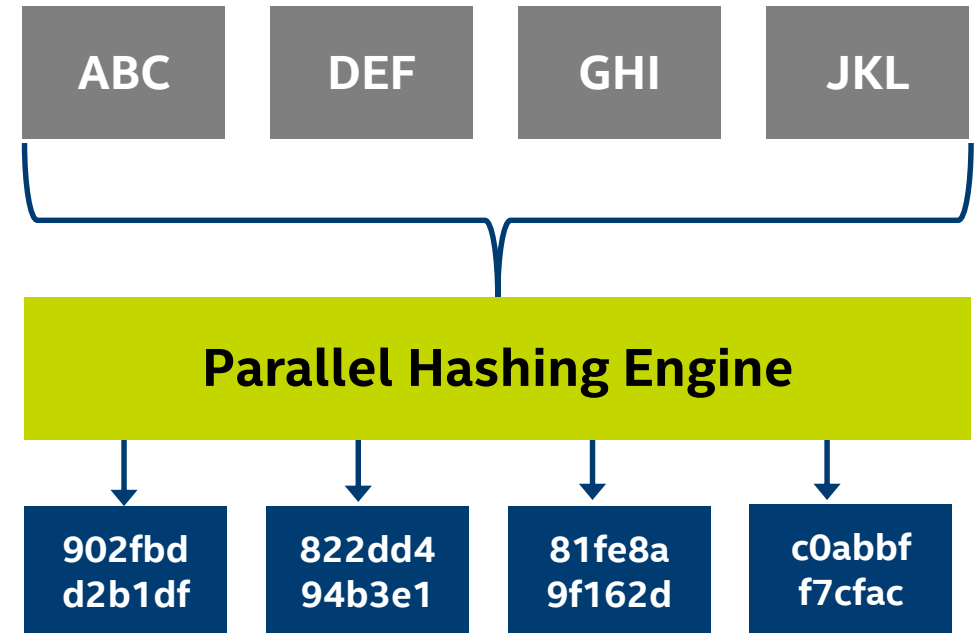 ABC
DEF
GHI
JKL
Parallel Hashing Engine
902fbd
d2b1df
822dd4
94b3e1
81fe8a
9f162d
c0abbf
f7cfac